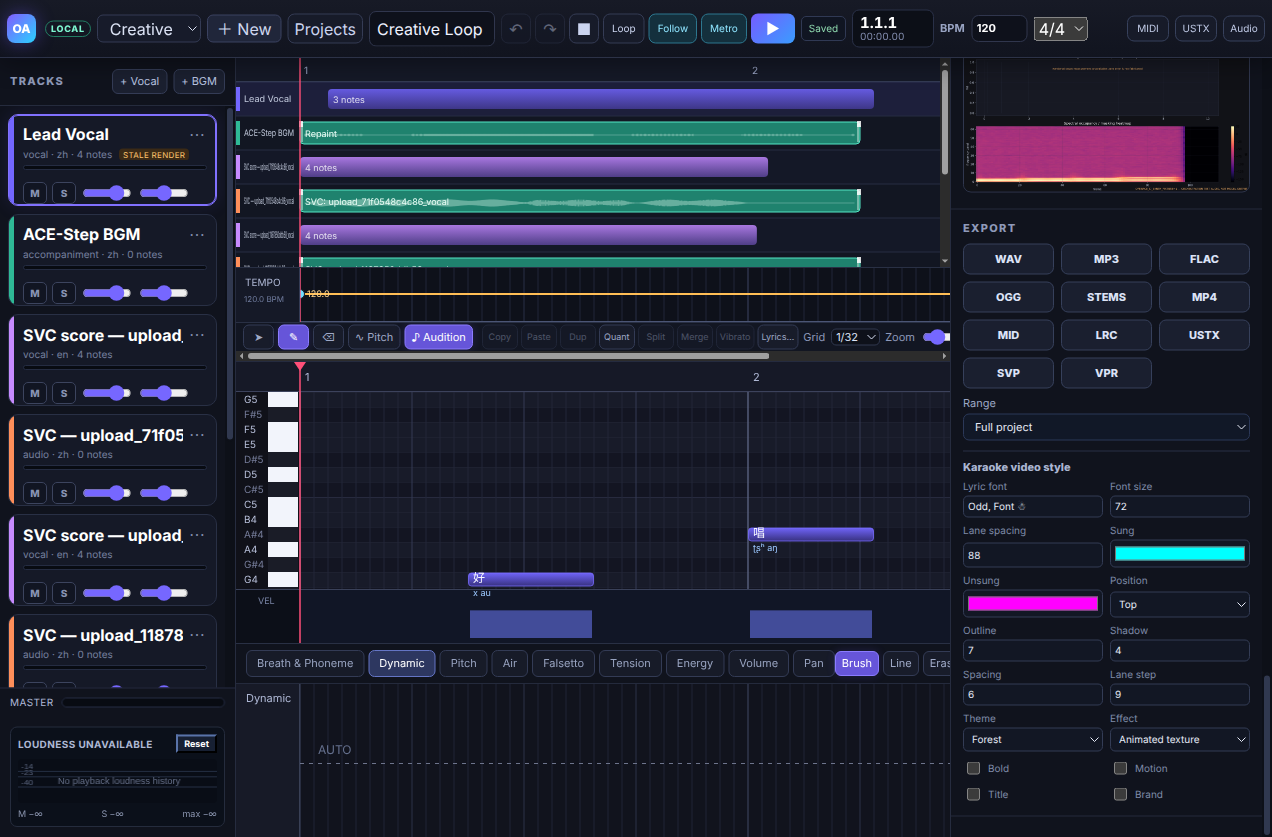 OA LOCAL Creative + New Projects Creative Loop Loop Follow Metro Saved 1.1.1 00:00.00 BPM 120 4/4 MIDI USTX Audio
TRACKS + Vocal + BGM
Lead Vocal
vocal · zh · 4 notes STALE RENDER
M S
ACE-Step BGM
accompaniment · zh · 0 notes
M S
SVC score — upload_
vocal · en · 4 notes
M S
SVC — upload_71f05
audio · zh · 0 notes
M S
SVC score — upload_
vocal · en · 4 notes
M S
SVC — upload_11878
audio · zh · 0 notes
MASTER
LOUDNESS UNAVAILABLE Reset
-14
-23
-40
No playback loudness history
M −∞ S −∞ max −∞
1 2
Lead Vocal 3 notes
ACE-Step BGM Repaint
4 notes
SVC: upload_71f0548c4c86_vocal
4 notes
TEMPO
120.0 BPM
120.0
Pitch Audition Copy Paste Dup Quant Split Merge Vibrato Lyrics... Grid 1/32 Zoom
1 2
G5
F#5
F5
E5
D#5
D5
C#5
C5
B4
A#4
A4
G#4
G4
唱
tʂʰ aŋ
好
x au
VEL
Breath & Phoneme Dynamic Pitch Air Falsetto Tension Energy Volume Pan Brush Line Eras
Dynamic
AUTO
Spectral occupancy / masking heatmap
EXPORT
WAV MP3 FLAC
OGG STEMS MP4
MID LRC USTX
SVP VPR
Range
Full project
Karaoke video style
Lyric font Font size
Odd, Font ☃ 72
Lane spacing Sung
88
Unsung Position
Top
Outline Shadow
7 4
Spacing Lane step
6 9
Theme Effect
Forest Animated texture
Bold Motion
Title Brand